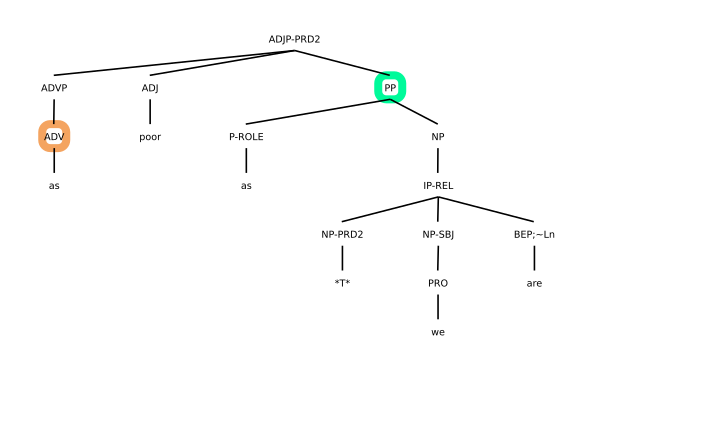 ADJP-PRD2
ADVP ADJ PP
ADV poor P-ROLE NP
as as IP-REL
NP-PRD2 NP-SBJ BEP;~Ln
*T* PRO are
we